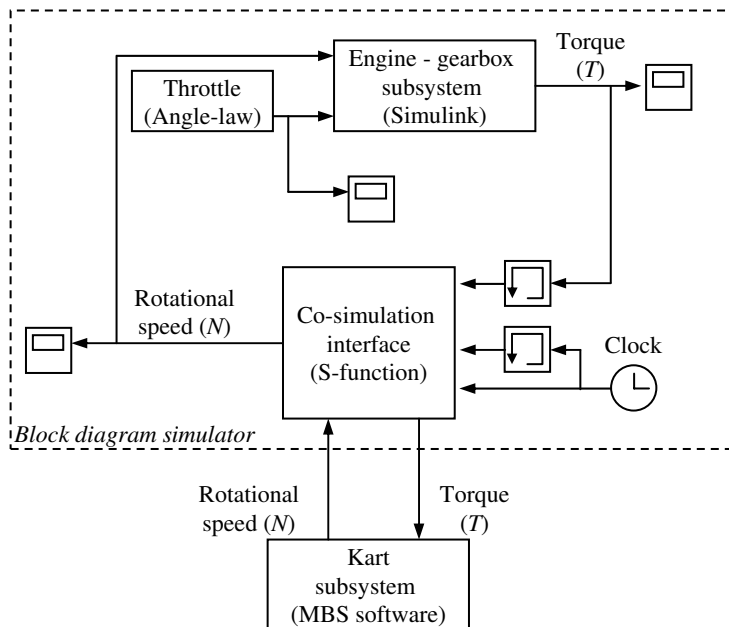 Torque
(T)
Engine - gearbox
subsystem
(Simulink)
Throttle
(Angle-law)
Rotational
speed (N)
Co-simulation
interface
(S-function)
Clock
Block diagram simulator
Rotational
speed (N)
Torque
(T)
Kart
subsystem
(MBS software)